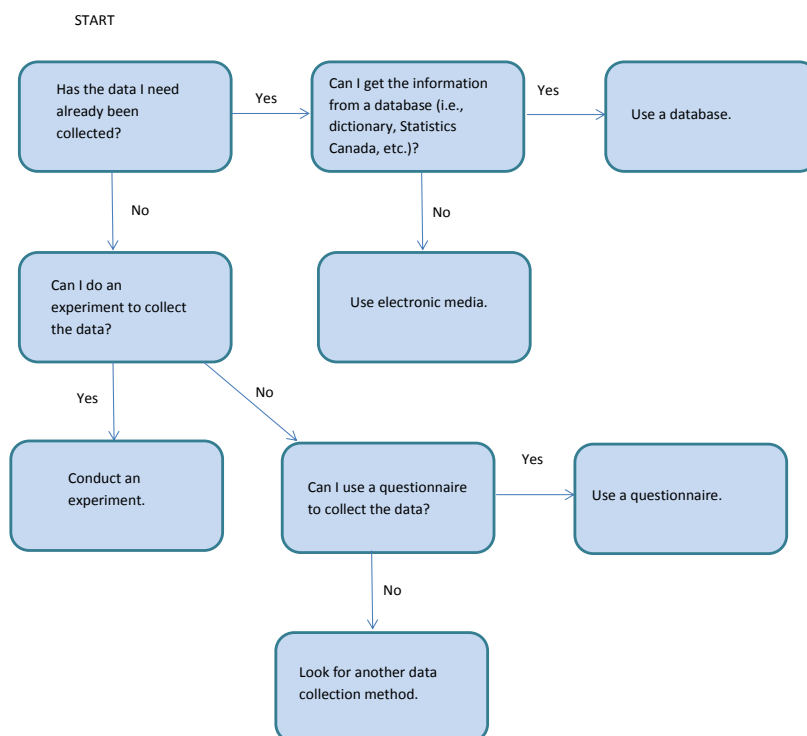 START
Has the data I need
already been
collected?
Yes
Can I get the information
from a database (i.e.,
dictionary, Statistics
Canada, etc.)?
Yes
Use a database.
No
No
Can I do an
experiment to collect
the data?
Use electronic media.
Yes
No
Conduct an
experiment.
Can I use a questionnaire
to collect the data?
Yes
Use a questionnaire.
No
Look for another data
collection method.